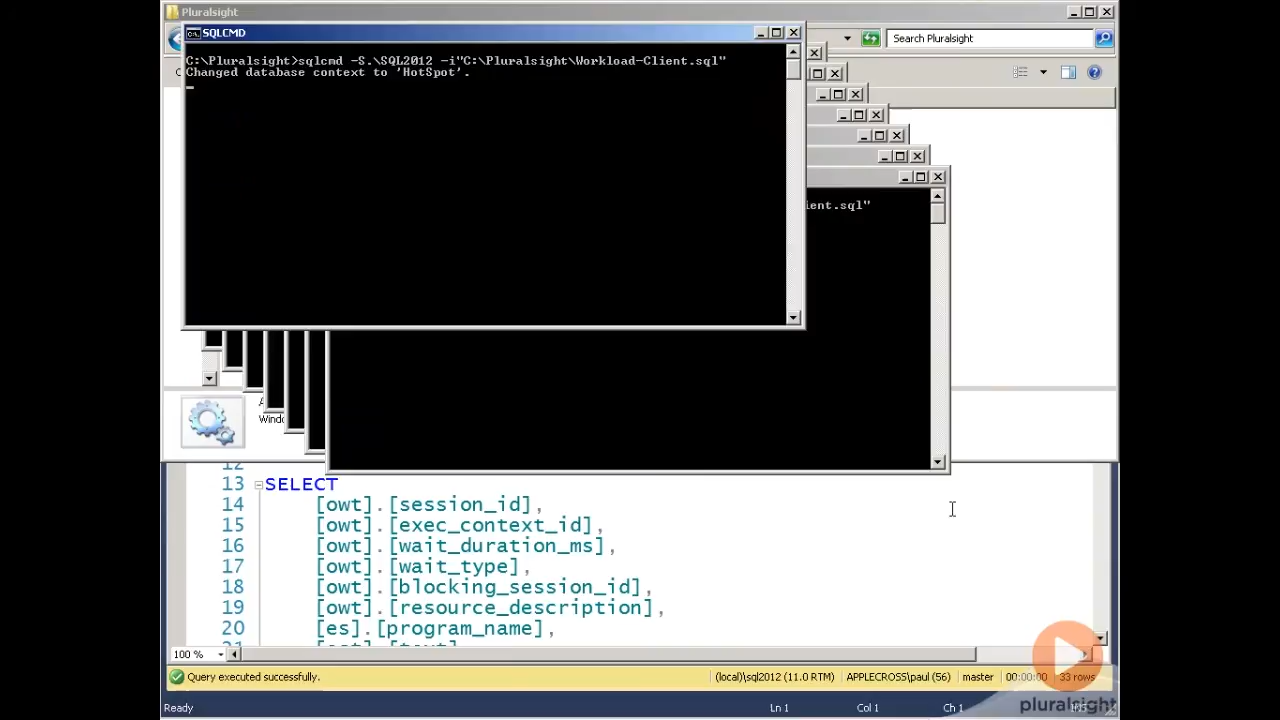 Pluralsight
SQLCMD
Search Pluralsight
C:\Pluralsight>sqlcmd -S.\SQL2012 -i"C:\Pluralsight\Workload-Client.sql"
Changed database context to 'HotSpot'.
ient.sql"
Windo
12
13 SELECT
14 [owt].[session_id],
15 [owt].[exec_context_id],
16 [owt].[wait_duration_ms],
17 [owt].[wait_type],
18 [owt].[blocking_session_id],
19 [owt].[resource_description],
20 [es].[program_name],
100 %
Query executed successfully.
(local)\sql2012 (11.0 RTM)
APPLECROSS\paul (56)
master
00:00:00
33 rows
Ready
Ln 1
Col 1
Ch 1
pluralsight